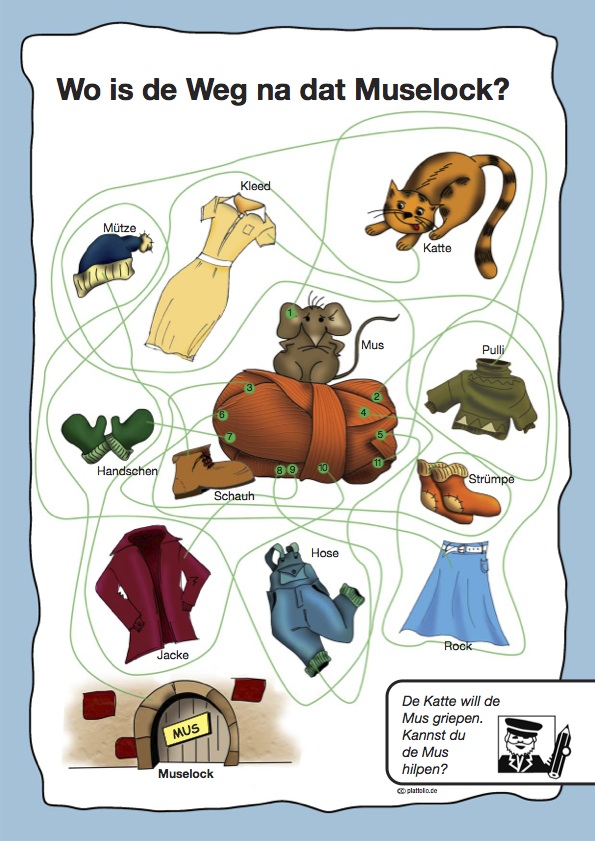 Wo is de Weg na dat Muselock?
Kleed
Mütze
Katte
1
Mus
Pulli
3
2
4
6
7
5
11
8
9
10
Handschen
Schauh
Strümpe
Hose
Jacke
Rock
MUS
Muselock
De Katte will de
Mus griepen.
Kannst du
de Mus
hilpen?
cc plattolio.de